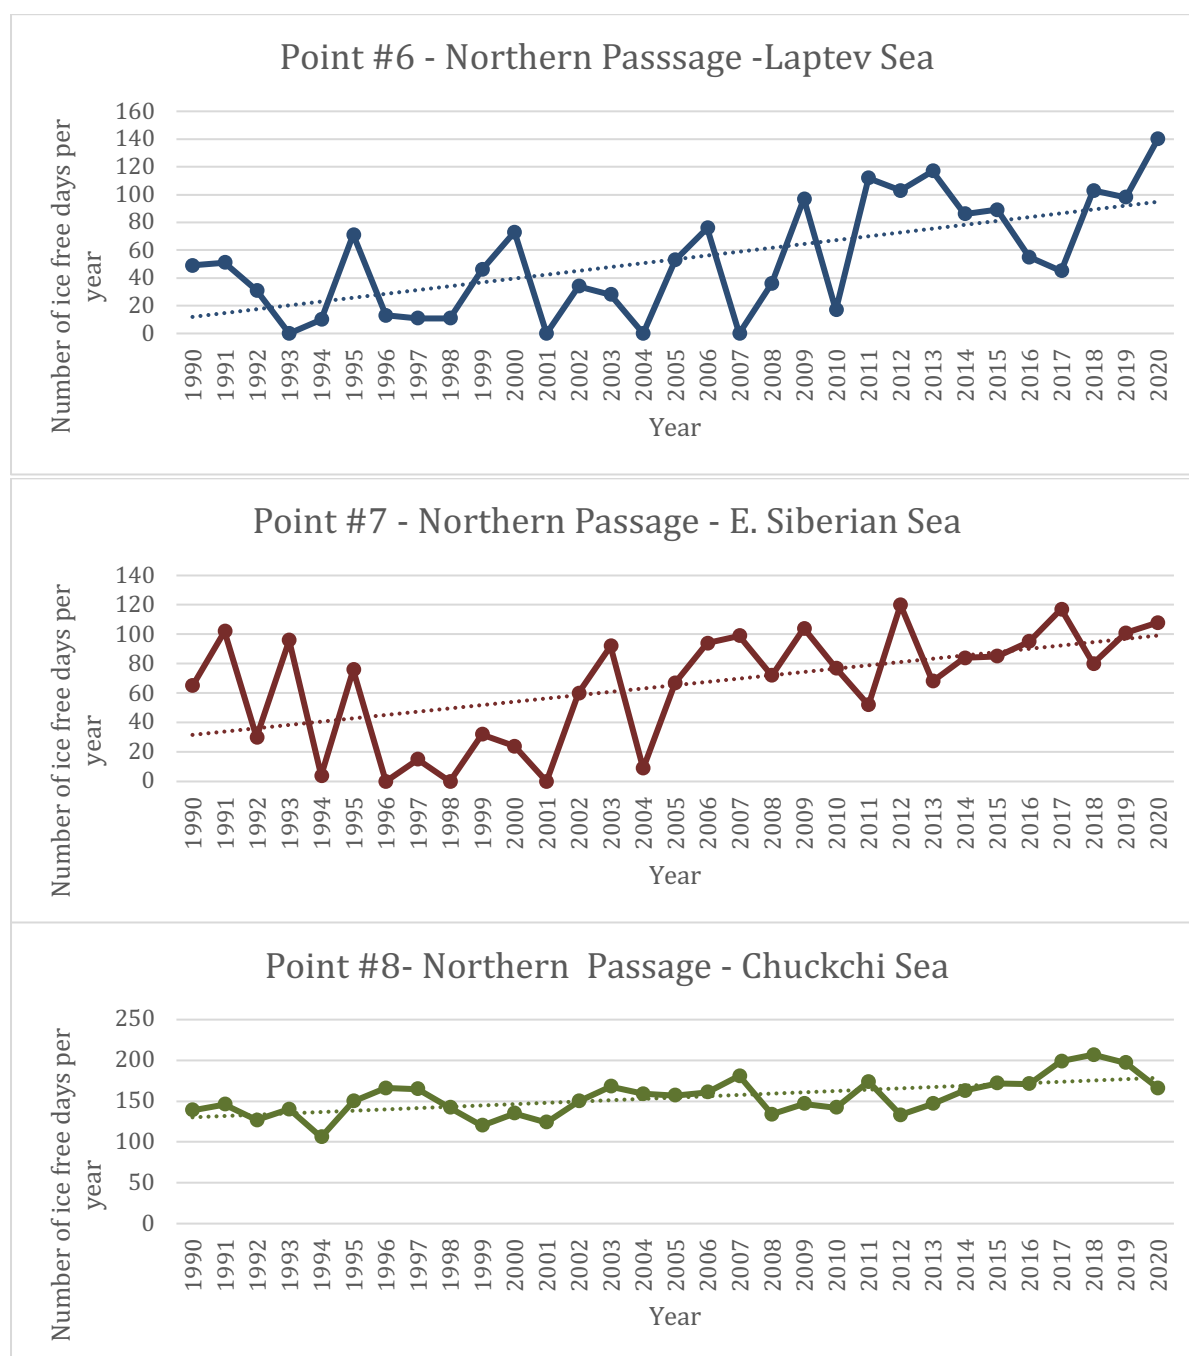 Point #6 - Northern Passsage -Laptev Sea
Number of ice free days per
year
160
140
120
100
80
60
40
20
0
1990 1991 1992 1993 1994 1995 1996 1997 1998 1999 2000 2001 2002 2003 2004 2005 2006 2007 2008 2009 2010 2011 2012 2013 2014 2015 2016 2017 2018 2019 2020
Year
Point #7 - Northern Passage - E. Siberian Sea
Number of ice free days per
year
140
120
100
80
60
40
20
0
1990 1991 1992 1993 1994 1995 1996 1997 1998 1999 2000 2001 2002 2003 2004 2005 2006 2007 2008 2009 2010 2011 2012 2013 2014 2015 2016 2017 2018 2019 2020
Year
Point #8- Northern  Passage - Chuckchi Sea
Number of ice free days per
year
250
200
150
100
50
0
1990 1991 1992 1993 1994 1995 1996 1997 1998 1999 2000 2001 2002 2003 2004 2005 2006 2007 2008 2009 2010 2011 2012 2013 2014 2015 2016 2017 2018 2019 2020
Year